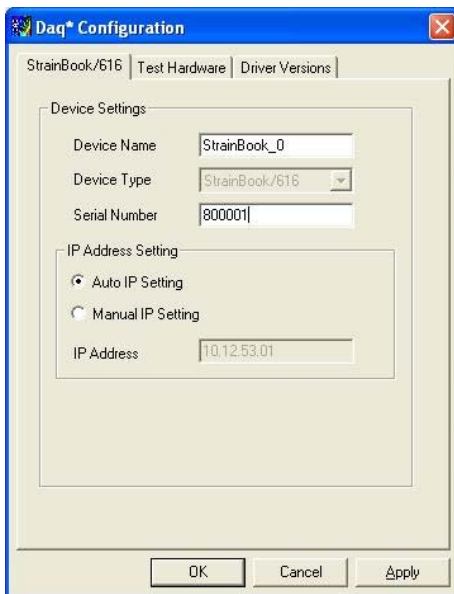 Daq* Configuration
StrainBook/616 Test Hardware Driver Versions
Device Settings
Device Name StrainBook_0
Device Type StrainBook/616
Serial Number 800001
IP Address Setting
Auto IP Setting
Manual IP Setting
IP Address 10.12.53.01
OK Cancel Apply